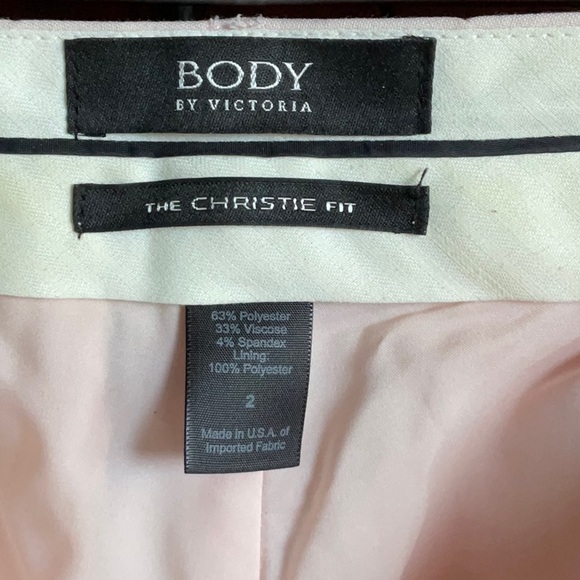 BODY
BY VICTORIA
THE CHRISTIE FIT
63% Polyester
33% Viscose
4% Spandex
Lining:
100% Polyester
2
Made in U.S.A. of
Imported Fabric